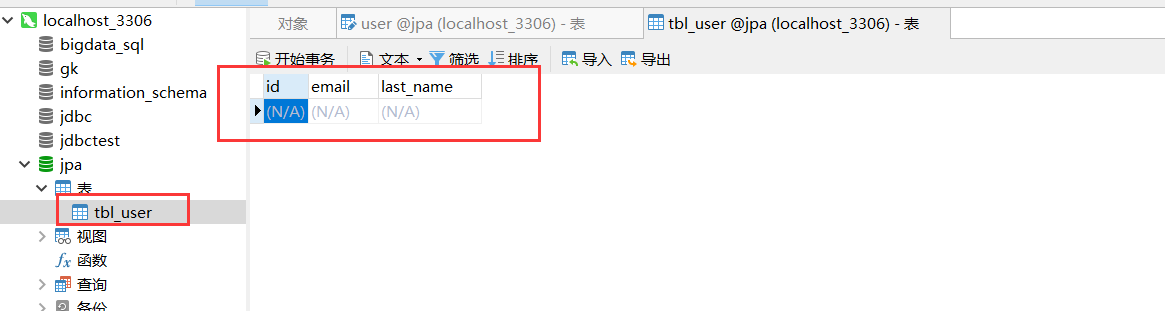 localhost_3306
bigdata_sql
gk
information_schema
jdbc
jdbctest
jpa
表
tbl_user
视图
函数
查询
备份
对象
user @jpa (localhost_3306) - 表
tbl_user @jpa (localhost_3306) - 表
开始事务 文本 筛选 排序 导入 导出
id email last_name
(N/A) (N/A) (N/A)